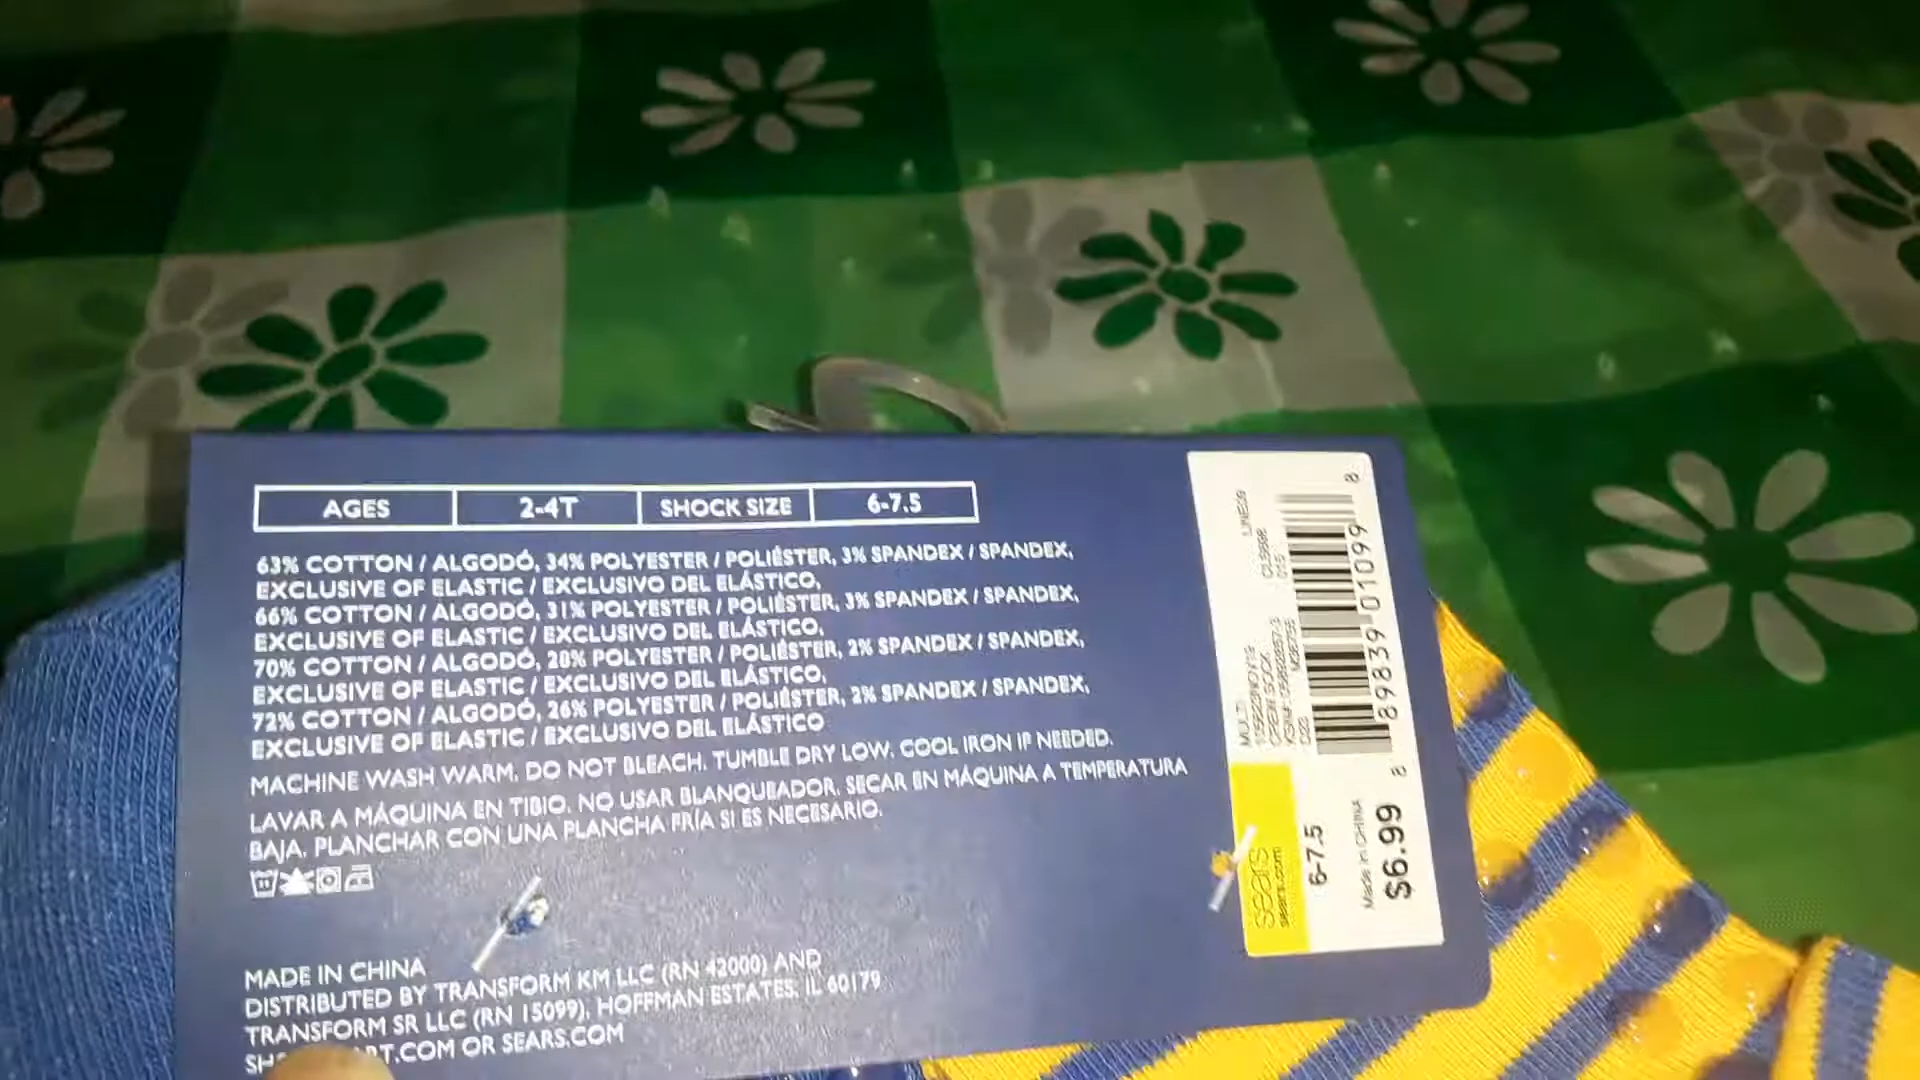 AGES 2-4T SHOCK SIZE 6-7.5
63% COTTON / ALGODÓ, 34% POLYESTER / POLIÉSTER, 3% SPANDEX / SPANDEX,
EXCLUSIVE OF ELASTIC / EXCLUSIVO DEL ELÁSTICO,
66% COTTON / ALGODÓ, 31% POLYESTER / POLIÉSTER, 3% SPANDEX / SPANDEX,
EXCLUSIVE OF ELASTIC / EXCLUSIVO DEL ELÁSTICO,
70% COTTON / ALGODÓ, 28% POLYESTER / POLIÉSTER, 2% SPANDEX / SPANDEX,
EXCLUSIVE OF ELASTIC / EXCLUSIVO DEL ELÁSTICO,
72% COTTON / ALGODÓ, 26% POLYESTER / POLIÉSTER, 2% SPANDEX / SPANDEX,
EXCLUSIVE OF ELASTIC / EXCLUSIVO DEL ELÁSTICO
MACHINE WASH WARM. DO NOT BLEACH. TUMBLE DRY LOW. COOL IRON IF NEEDED.
LAVAR A MÁQUINA EN TIBIO. NO USAR BLANQUEADOR. SECAR EN MÁQUINA A TEMPERATURA
BAJA. PLANCHAR CON UNA PLANCHA FRÍA SI ES NECESARIO.
MADE IN CHINA
DISTRIBUTED BY TRANSFORM KM LLC (RN 42000) AND
TRANSFORM SR LLC (RN 15099), HOFFMAN ESTATES, IL 60179
OR SEARS.COM
MULTI
CREW SOCK
8 89839 01099 8
sears
sears.com
6-7.5
Made in CHINA
$6.99